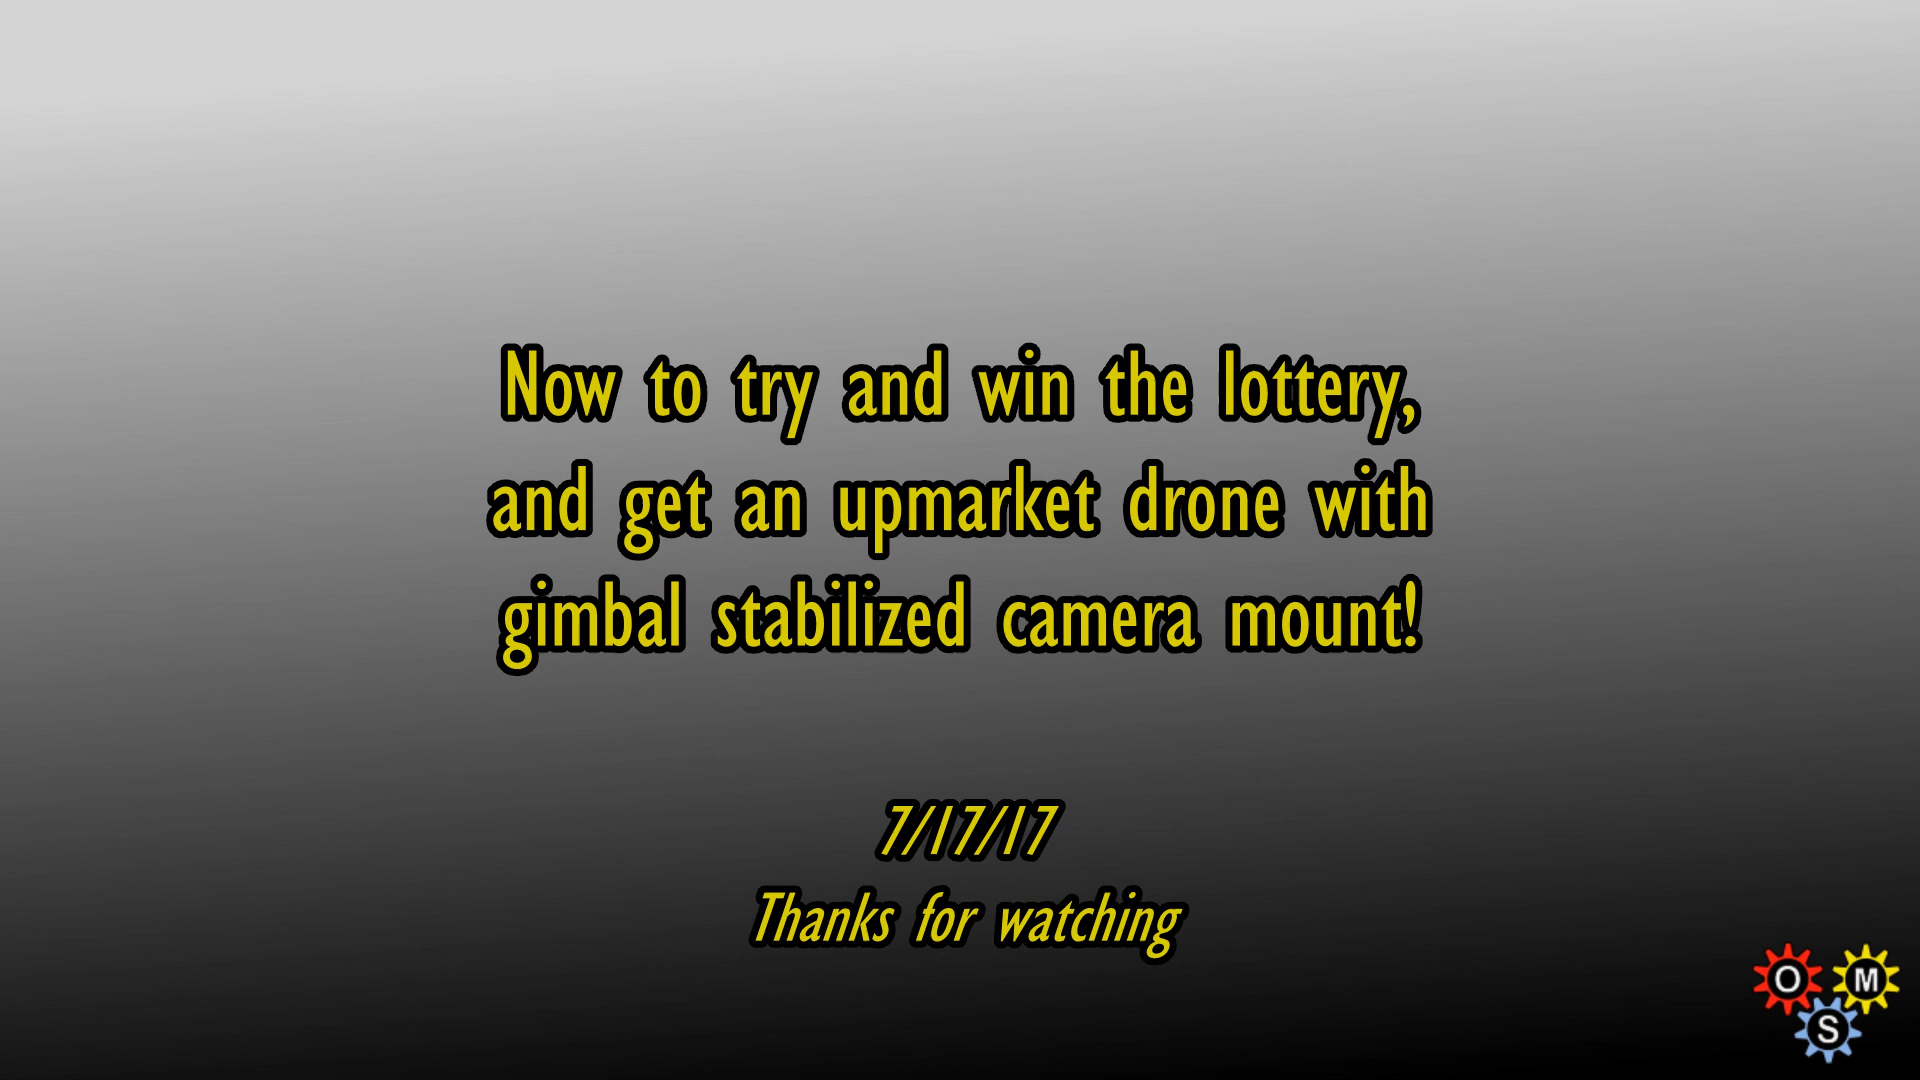 Now to try and win the lottery,
and get an upmarket drone with
gimbal stabilized camera mount!
7/17/17
Thanks for watching
O M
S